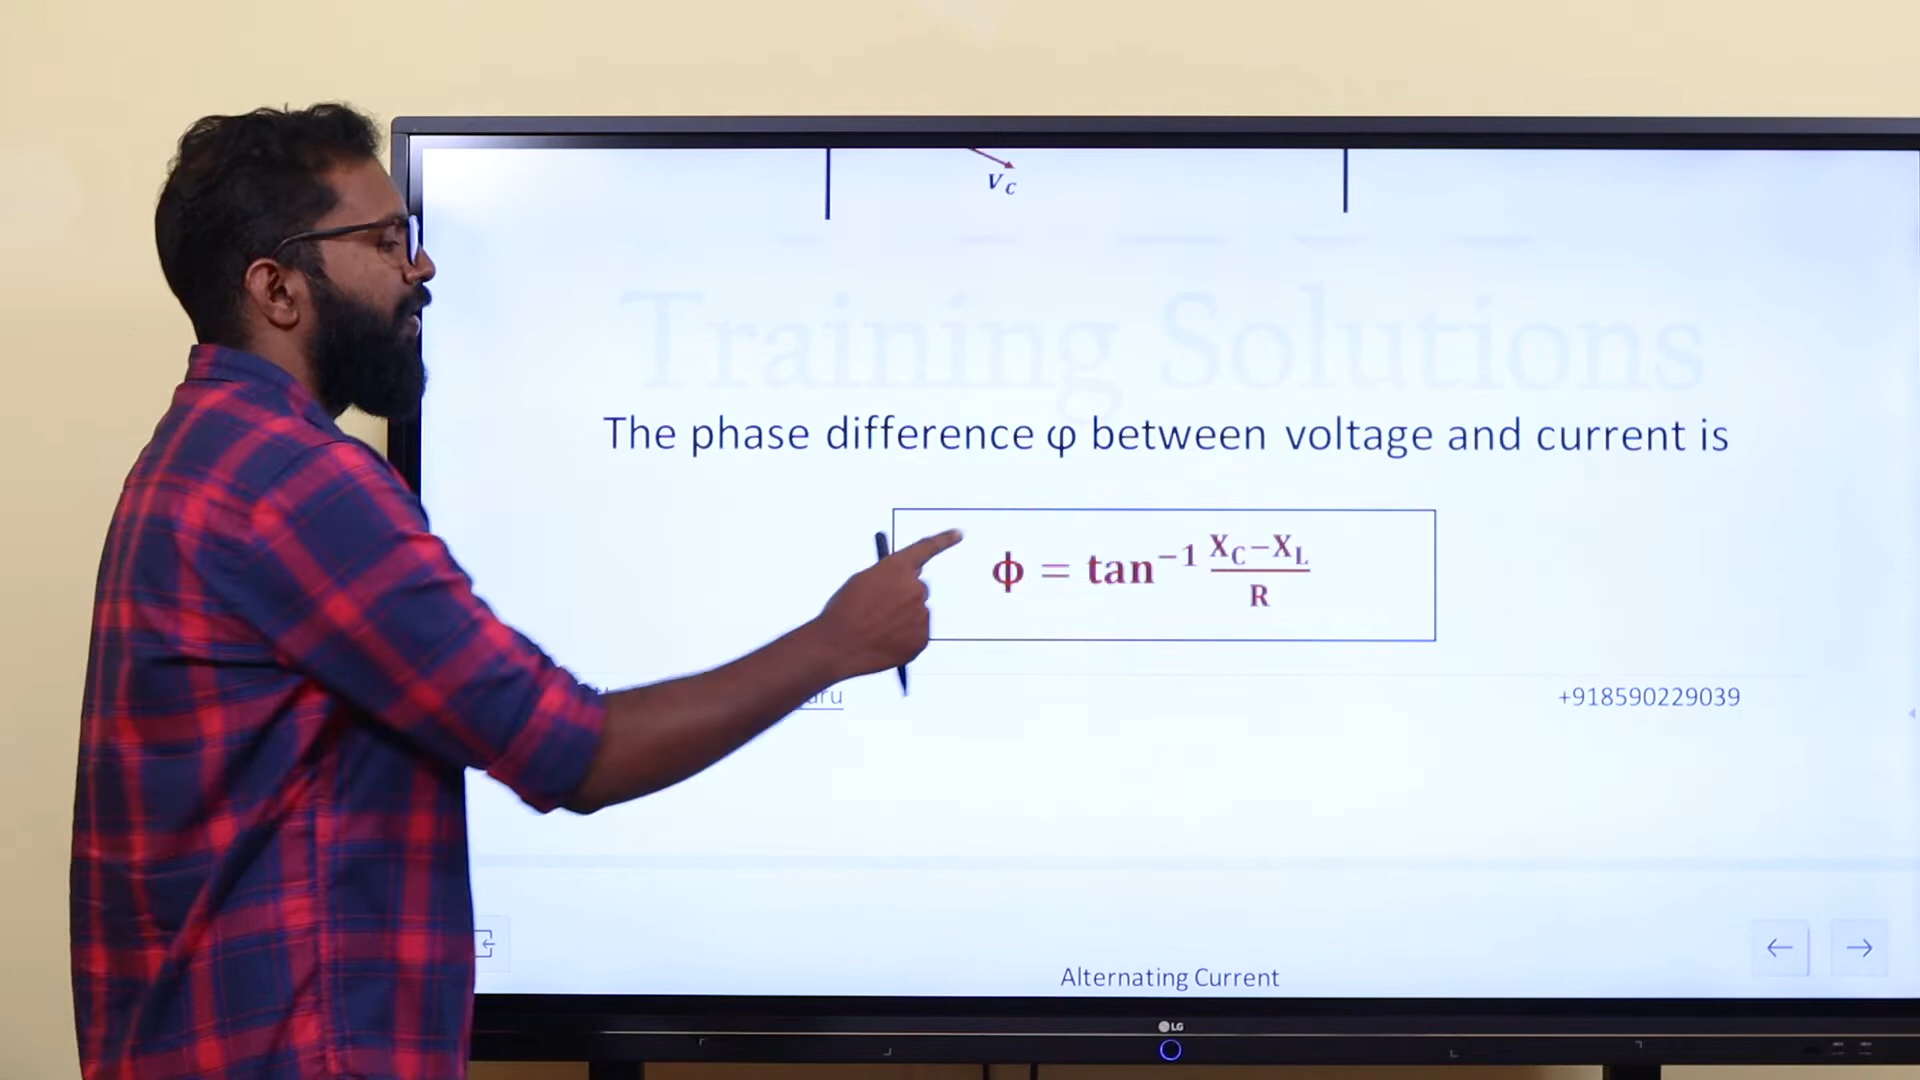 V_C
Training Solutions
The phase difference φ between voltage and current is
ϕ = tan⁻¹ (X_C−X_L)/R
+918590229039
Alternating Current
LG